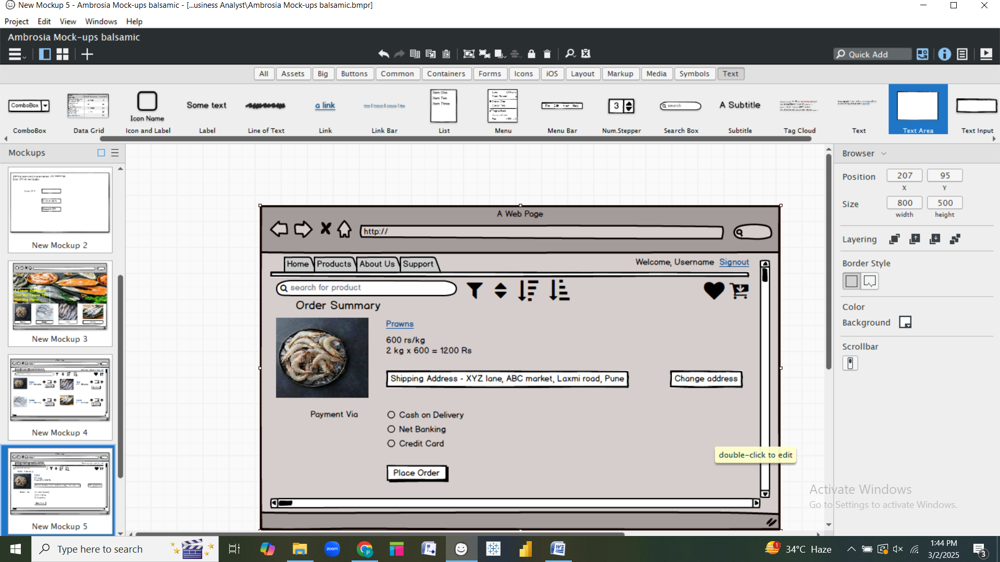 New Mockup 5 - Ambrosia Mock-ups balsamic - [...usiness Analyst\Ambrosia Mock-ups balsamic.bmpr]
Project Edit View Windows Help
Ambrosia Mock-ups balsamic
Quick Add
All Assets Big Buttons Common Containers Forms Icons iOS Layout Markup Media Symbols Text
ComboBox
Icon Name
Some text
a link
Item One
Item Two
Item Three
3
search
A Subtitle
ComboBox Data Grid Icon and Label Label Line of Text Link Link Bar List Menu Menu Bar Num.Stepper Search Box Subtitle Tag Cloud Text Text Area Text Input
Mockups
New Mockup 2
New Mockup 3
New Mockup 4
New Mockup 5
A Web Page
http://
Home Products About Us Support
Welcome, Username Signout
search for product
Order Summary
Prawns
600 rs/kg
2 kg x 600 = 1200 Rs
Shipping Address - XYZ lane, ABC market, Laxmi road, Pune
Change address
Payment Via
Cash on Delivery
Net Banking
Credit Card
Place Order
double-click to edit
Browser
Position 207 95
X Y
Size 800 500
width height
Layering
Border Style
Color
Background
Scrollbar
Activate Windows
Go to Settings to activate Windows.
Type here to search
zoom
1
34°C Haze
1:44 PM
3/2/2025
3